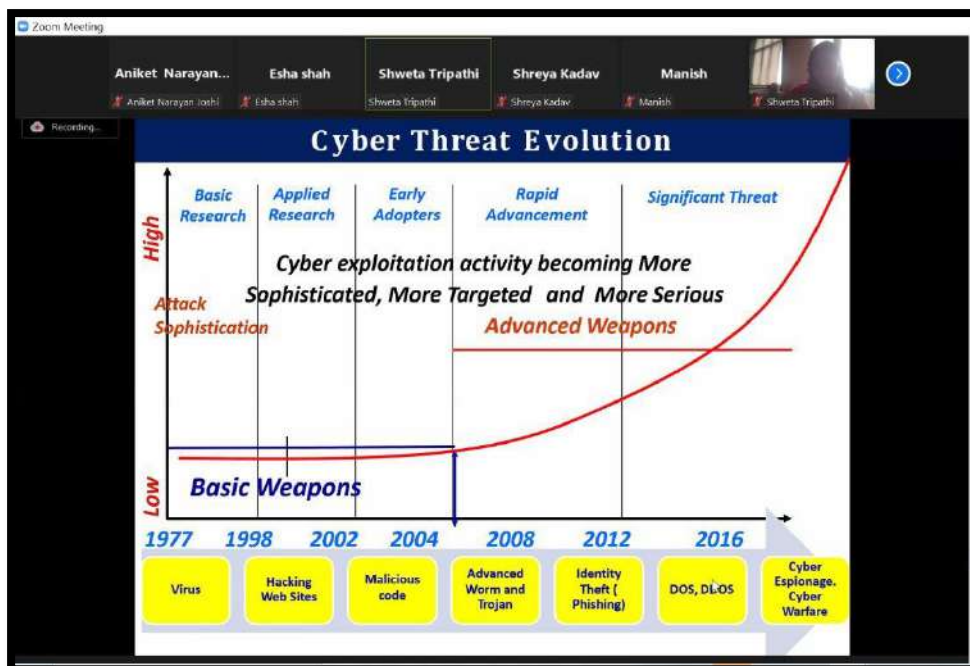 Zoom Meeting
Aniket Narayan...
Esha shah
Shweta Tripathi
Shreya Kadav
Manish
Aniket Narayan Joshi
Esha shah
Shweta Tripathi
Shreya Kadav
Manish
Shweta Tripathi
Recording...
Cyber Threat Evolution
Basic
Research
Applied
Research
Early
Adopters
Rapid
Advancement
Significant Threat
High
Cyber exploitation activity becoming More
Sophisticated, More Targeted and More Serious
Attack
Sophistication
Advanced Weapons
Low
Basic Weapons
1977 1998 2002 2004 2008 2012 2016
Virus
Hacking
Web Sites
Malicious
code
Advanced
Worm and
Trojan
Identity
Theft (
Phishing)
DOS, DDOS
Cyber
Espionage.
Cyber
Warfare